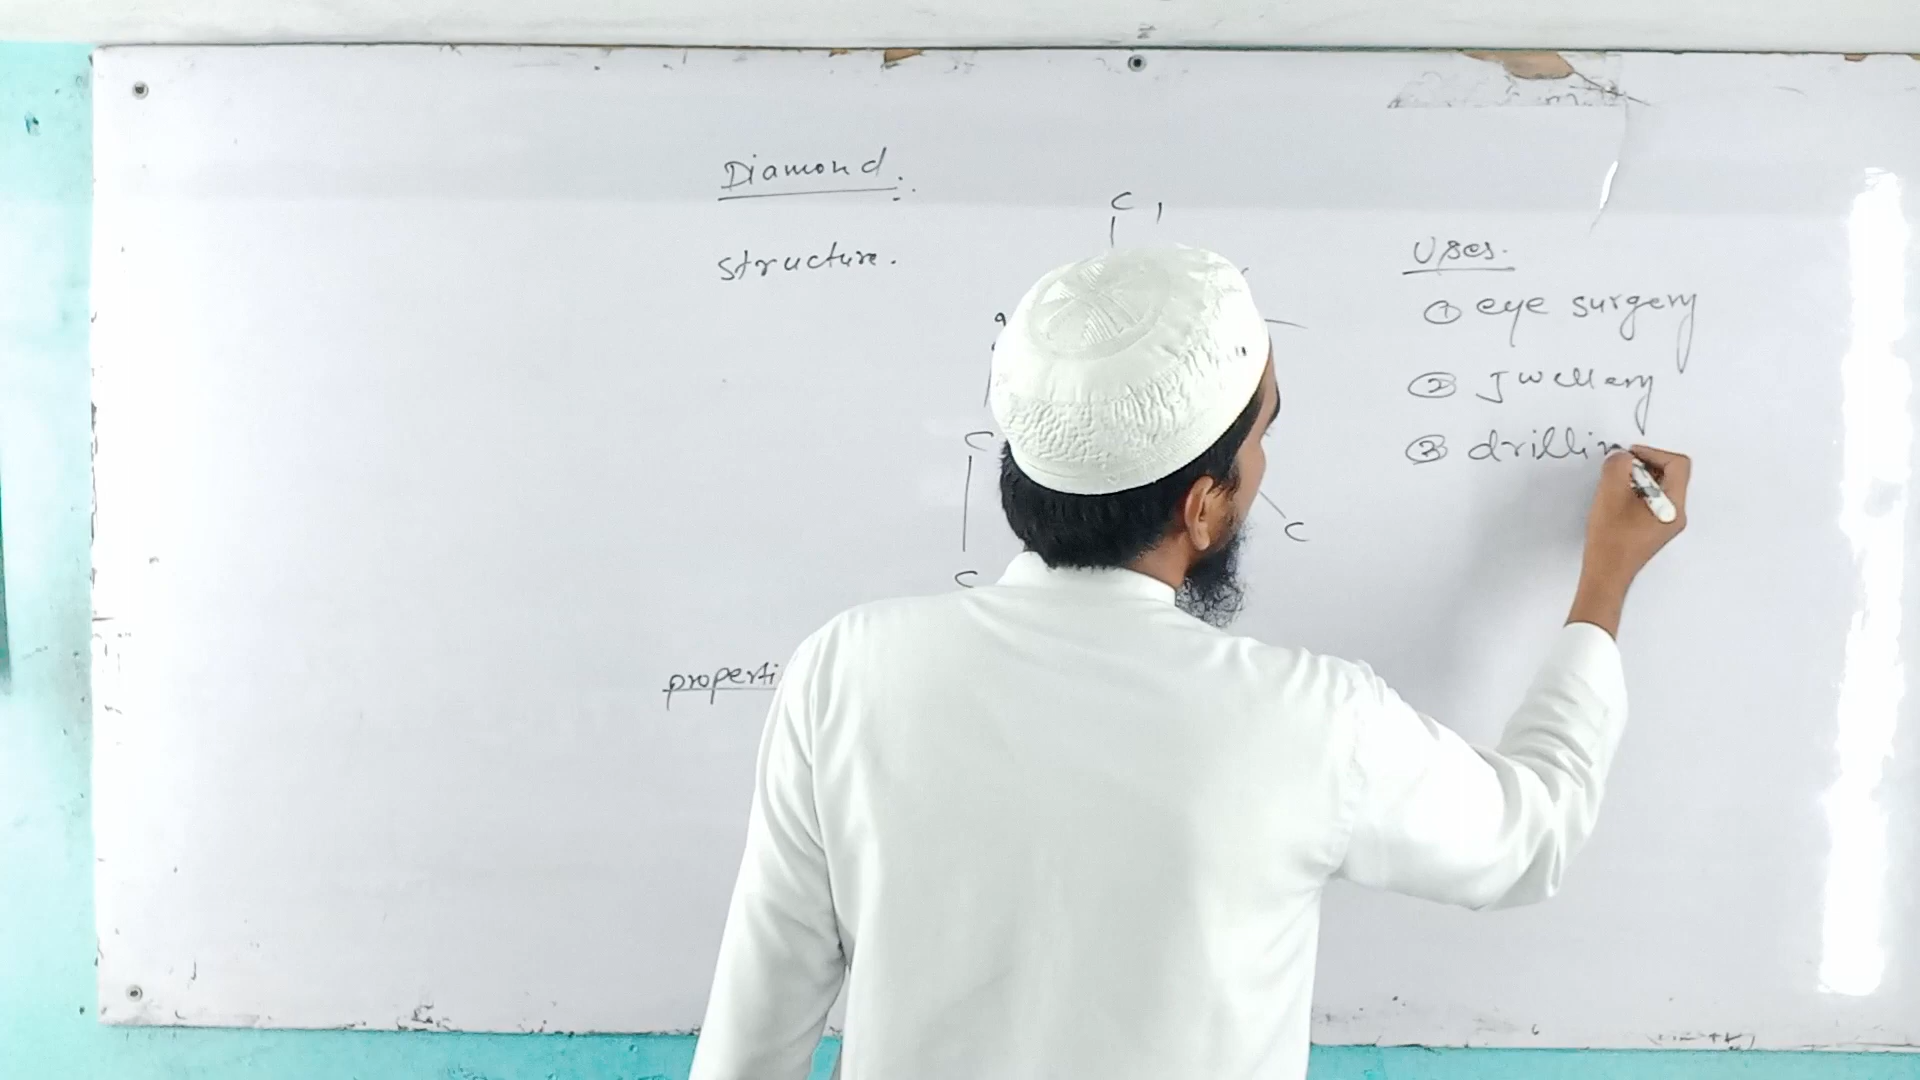 Diamond.
structure.
C
C
C
C
properti
Uses.
① eye surgery
② Jwellery
③ drillin